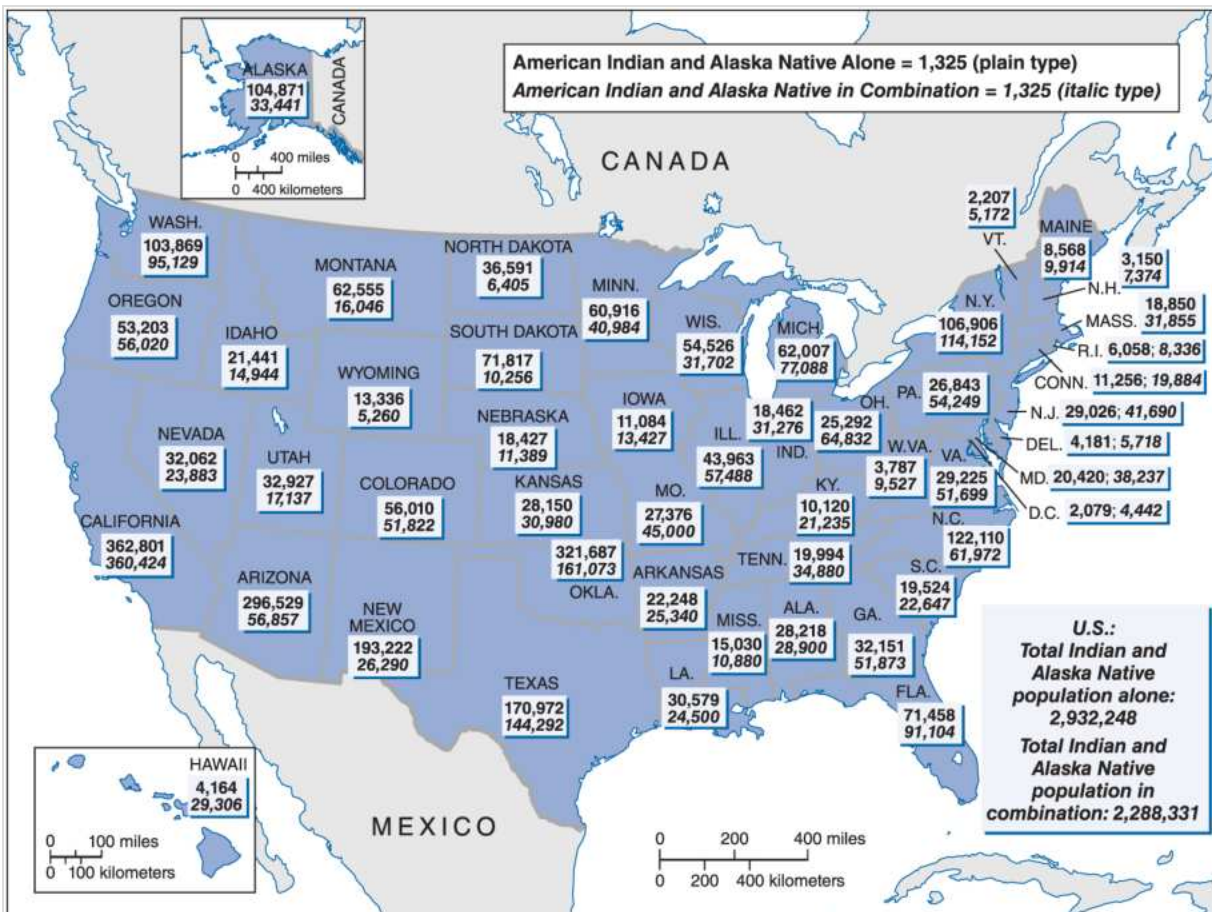 American Indian and Alaska Native Alone = 1,325 (plain type)
American Indian and Alaska Native in Combination = 1,325 (italic type)
ALASKA
104,871
33,441
CANADA
0 400 miles
0 400 kilometers
CANADA
WASH.
103,869
95,129
OREGON
53,203
56,020
IDAHO
21,441
14,944
MONTANA
62,555
16,046
WYOMING
13,336
5,260
NORTH DAKOTA
36,591
6,405
SOUTH DAKOTA
71,817
10,256
MINN.
60,916
40,984
WIS.
54,526
31,702
MICH.
62,007
77,088
NEBRASKA
18,427
11,389
IOWA
11,084
13,427
NEVADA
32,062
23,883
UTAH
32,927
17,137
COLORADO
56,010
51,822
KANSAS
28,150
30,980
CALIFORNIA
362,801
360,424
ARIZONA
296,529
56,857
NEW
MEXICO
193,222
26,290
321,687
161,073
OKLA.
TEXAS
170,972
144,292
MO.
27,376
45,000
ARKANSAS
22,248
25,340
LA.
30,579
24,500
MISS.
15,030
10,880
ALA.
28,218
28,900
GA.
32,151
51,873
FLA.
71,458
91,104
S.C.
19,524
22,647
N.C.
122,110
61,972
TENN.
19,994
34,880
KY.
10,120
21,235
ILL.
43,963
57,488
18,462
31,276
IND.
OH.
25,292
64,832
W.VA.
3,787
9,527
VA.
29,225
51,699
PA.
26,843
54,249
N.Y.
106,906
114,152
2,207
5,172
VT.
MAINE
8,568
9,914
3,150
7,374
N.H.
18,850
31,855
MASS.
R.I. 6,058; 8,336
CONN. 11,256; 19,884
N.J. 29,026; 41,690
DEL. 4,181; 5,718
MD. 20,420; 38,237
D.C. 2,079; 4,442
U.S.:
Total Indian and
Alaska Native
population alone:
2,932,248
Total Indian and
Alaska Native
population in
combination: 2,288,331
HAWAII
4,164
29,306
0 100 miles
0 100 kilometers
MEXICO
0 200 400 miles
0 200 400 kilometers